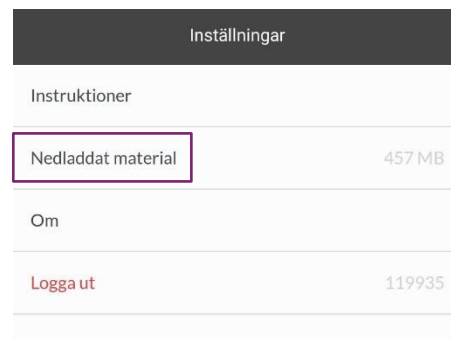 Inställningar
Instruktioner
Nedladdat material 457 MB
Om
Logga ut 119935